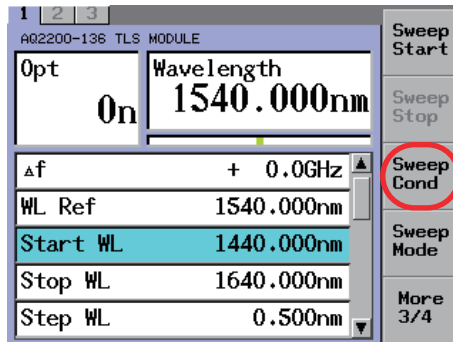 1 2 3
AQ2200-136 TLS MODULE
Opt
On
Wavelength
1540.000nm
△f + 0.0GHz
WL Ref 1540.000nm
Start WL 1440.000nm
Stop WL 1640.000nm
Step WL 0.500nm
Sweep
Start
Sweep
Stop
Sweep
Cond
Sweep
Mode
More
3/4